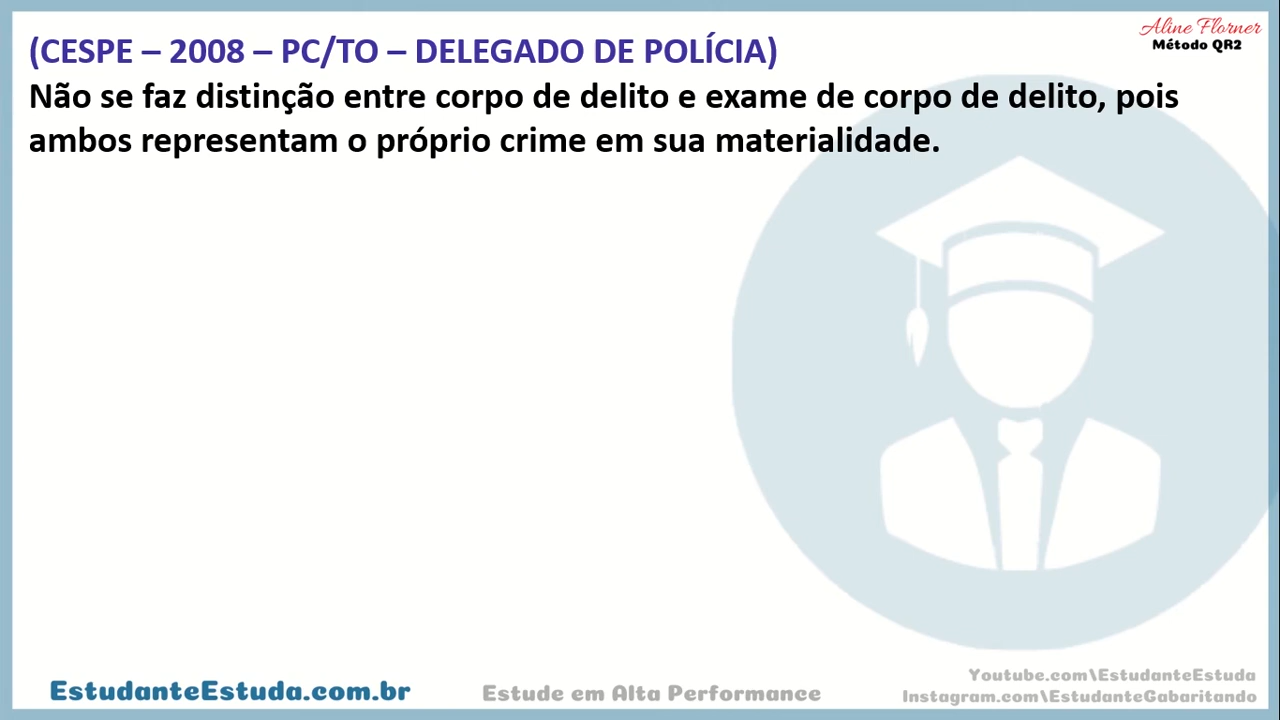 Aline Florner
Método QR2
(CESPE – 2008 – PC/TO – DELEGADO DE POLÍCIA)
Não se faz distinção entre corpo de delito e exame de corpo de delito, pois
ambos representam o próprio crime em sua materialidade.
Youtube.com\EstudanteEstuda
EstudanteEstuda.com.br
Estude em Alta Performance
Instagram.com\EstudanteGabaritando